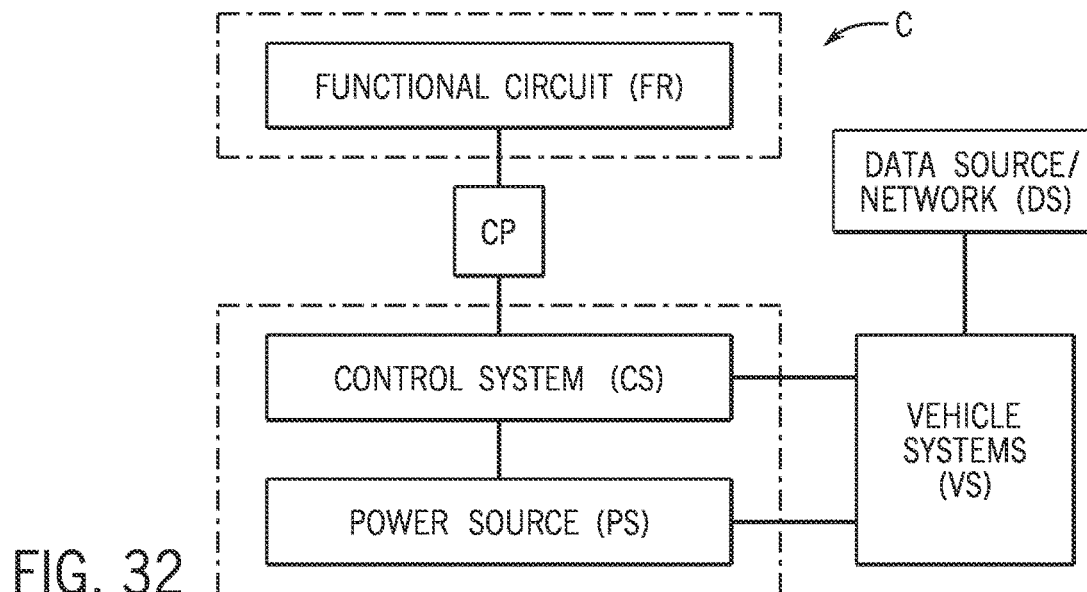 C
FUNCTIONAL CIRCUIT (FR)
DATA SOURCE/
NETWORK (DS)
CP
CONTROL SYSTEM (CS)
VEHICLE
SYSTEMS
(VS)
POWER SOURCE (PS)
FIG. 32